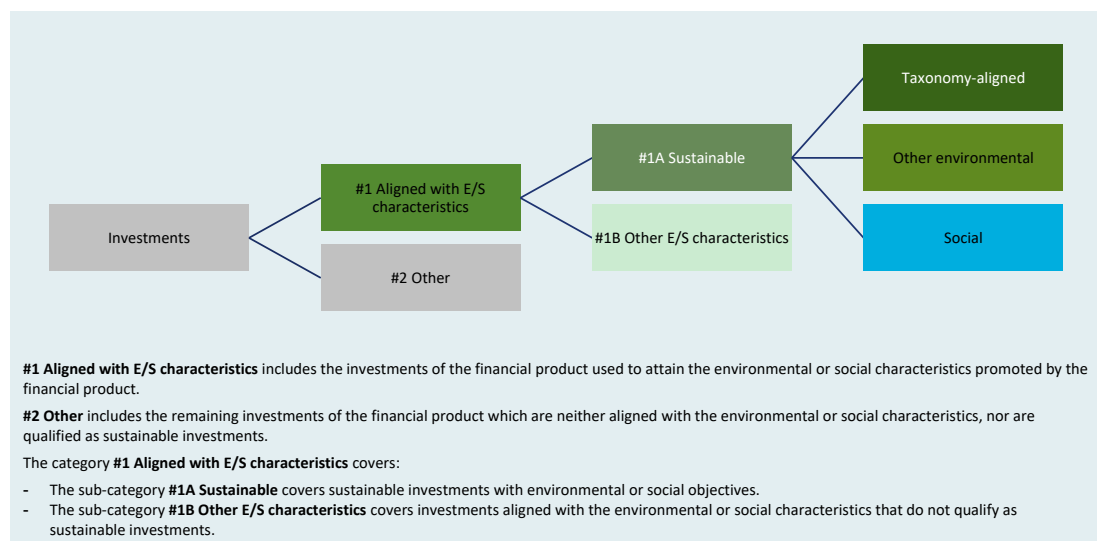 Taxonomy-aligned
#1A Sustainable
Other environmental
#1 Aligned with E/S
characteristics
Investments
#1B Other E/S characteristics
Social
#2 Other
#1 Aligned with E/S characteristics includes the investments of the financial product used to attain the environmental or social characteristics promoted by the
financial product.
#2 Other includes the remaining investments of the financial product which are neither aligned with the environmental or social characteristics, nor are
qualified as sustainable investments.
The category #1 Aligned with E/S characteristics covers:
- The sub-category #1A Sustainable covers sustainable investments with environmental or social objectives.
- The sub-category #1B Other E/S characteristics covers investments aligned with the environmental or social characteristics that do not qualify as
sustainable investments.